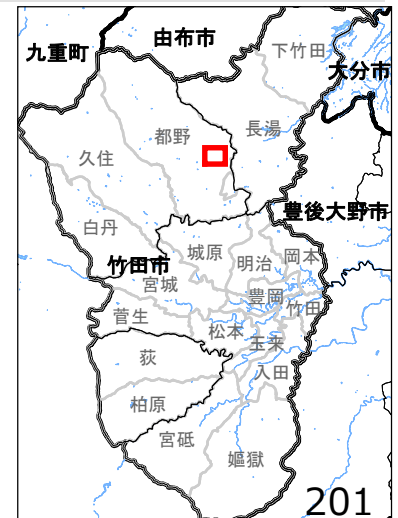 九重町
由布市
下竹田
大分市
都野
長湯
久住
白丹
豊後大野市
城原
明治
岡本
竹田市
宮城
豊岡
竹田
菅生
松本
玉来
荻
入田
柏原
宮砥
嫗獄
201